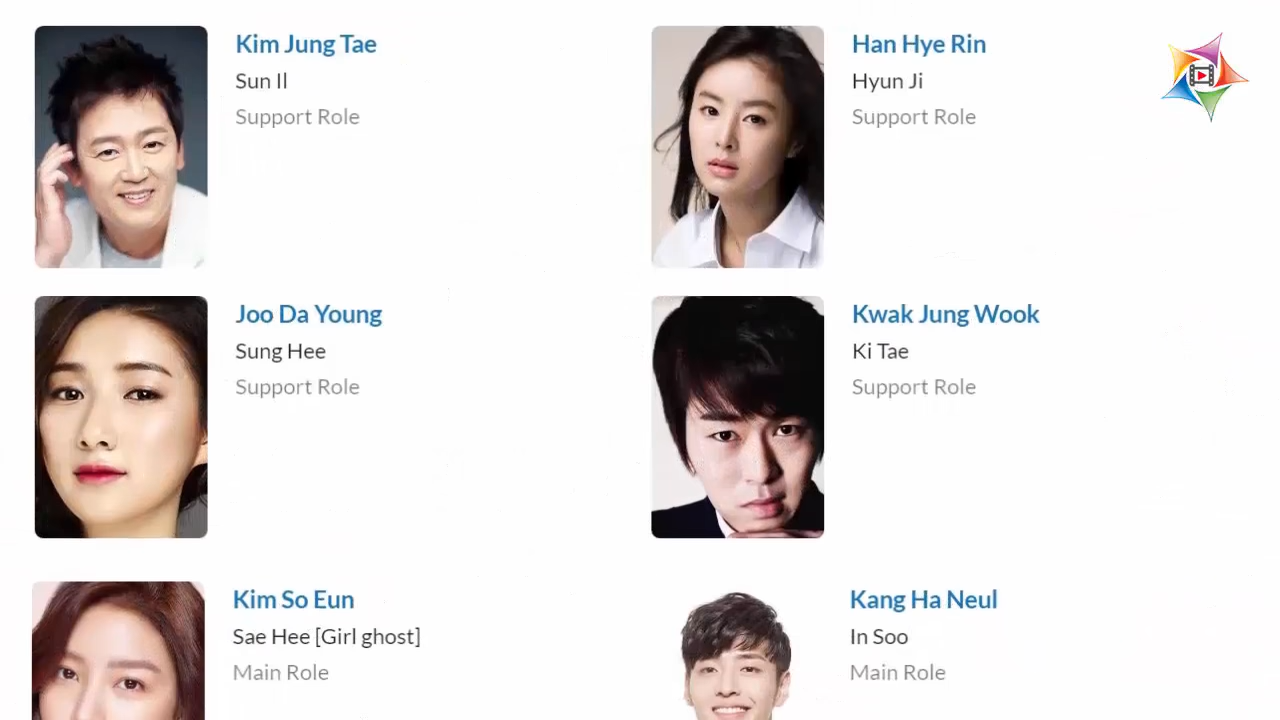 Kim Jung Tae
Sun Il
Support Role
Han Hye Rin
Hyun Ji
Support Role
Joo Da Young
Sung Hee
Support Role
Kwak Jung Wook
Ki Tae
Support Role
Kim So Eun
Sae Hee [Girl ghost]
Main Role
Kang Ha Neul
In Soo
Main Role